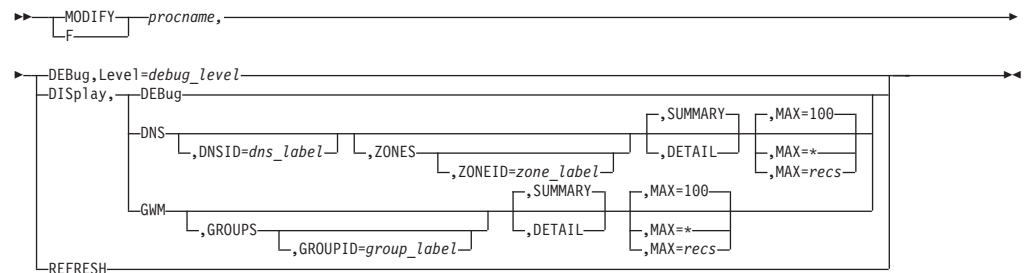 MODIFY procname,
F
DEBug,Level=debug_level
DISplay, DEBug
,SUMMARY ,MAX=100
DNS
,DNSID=dns_label ,ZONES ,DETAIL ,MAX=*
,ZONEID=zone_label ,MAX=recs
,SUMMARY ,MAX=100
GWM
,GROUPS ,DETAIL ,MAX=*
,GROUPID=group_label ,MAX=recs
REFRESH